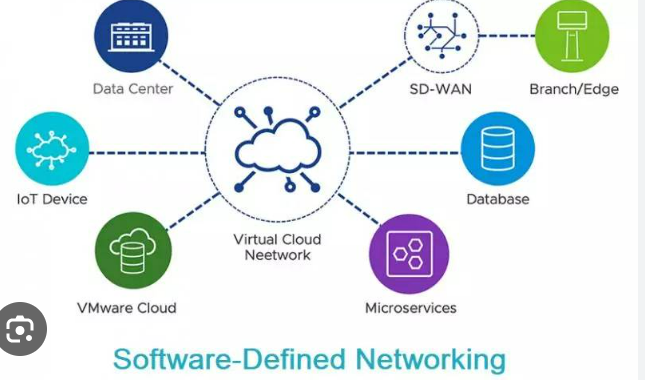 Data Center
SD-WAN
Branch/Edge
IoT Device
Database
Virtual Cloud
Neetwork
VMware Cloud
Microservices
Software-Defined Networking